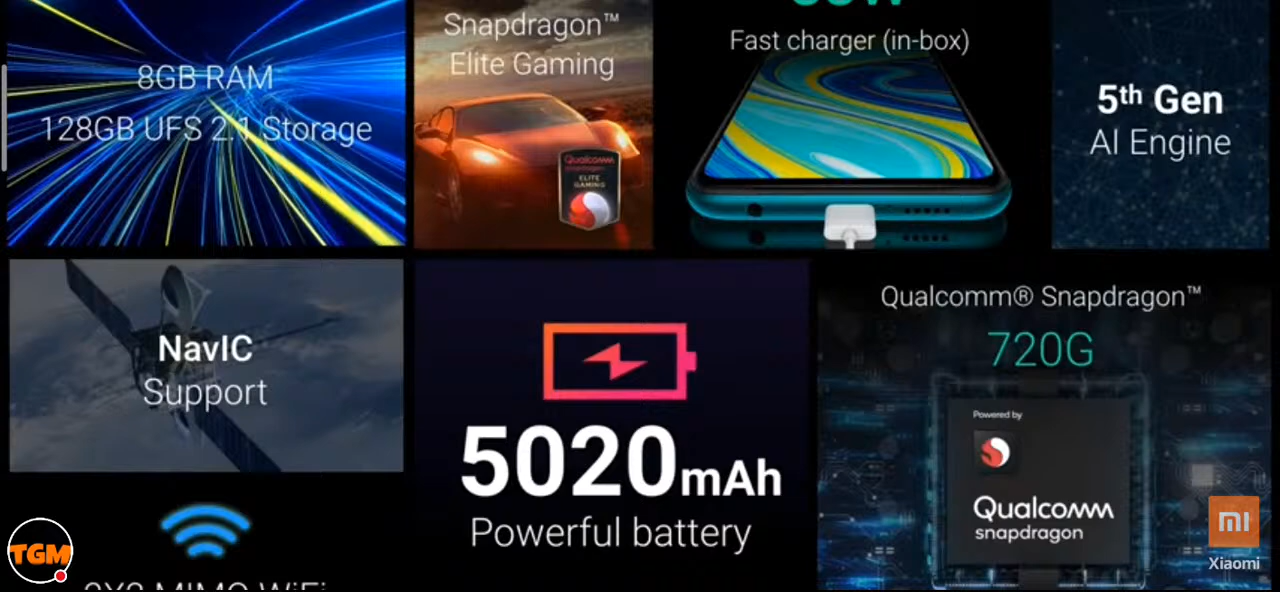 8GB RAM
128GB UFS 2.1 Storage
Snapdragon™
Elite Gaming
Qualcomm
snapdragon
ELITE
GAMING
Fast charger (in-box)
5th Gen
AI Engine
NavIC
Support
5020mAh
Powerful battery
Qualcomm® Snapdragon™
720G
Powered by
Qualcomm
snapdragon
TGM
mi
Xiaomi